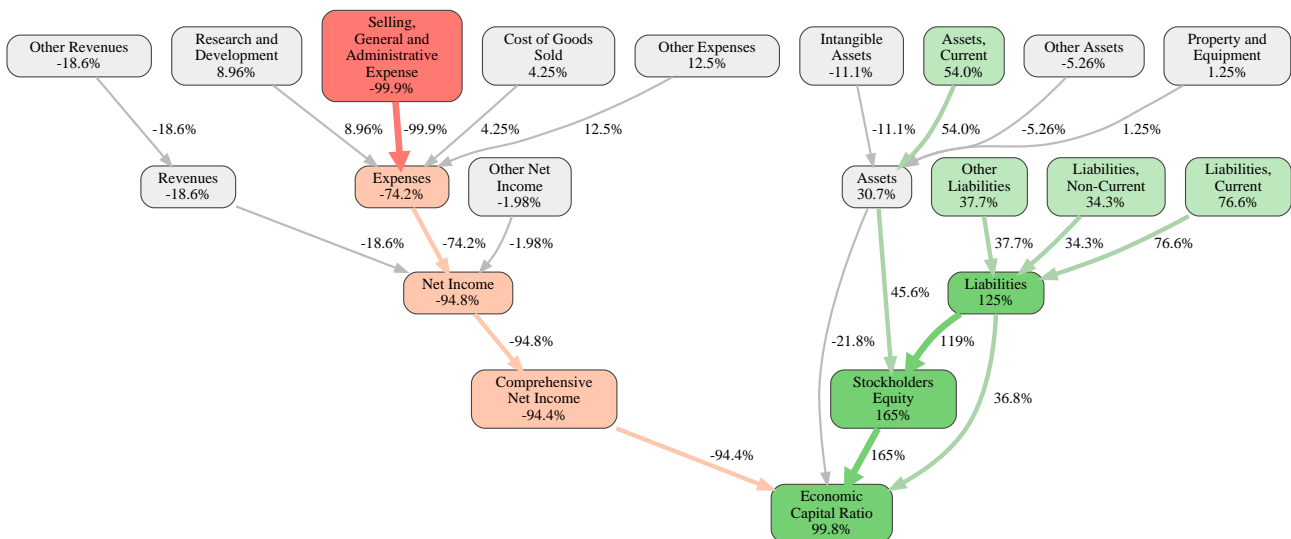 Other Revenues
-18.6%
Research and
Development
8.96%
Selling,
General and
Administrative
Expense
-99.9%
Cost of Goods
Sold
4.25%
Other Expenses
12.5%
Intangible
Assets
-11.1%
Assets,
Current
54.0%
Other Assets
-5.26%
Property and
Equipment
1.25%
-18.6%
8.96%
-99.9%
4.25%
12.5%
-11.1%
54.0%
-5.26%
1.25%
Revenues
-18.6%
Expenses
-74.2%
Other Net
Income
-1.98%
Assets
30.7%
Other
Liabilities
37.7%
Liabilities,
Non-Current
34.3%
Liabilities,
Current
76.6%
-18.6%
-74.2%
-1.98%
37.7%
34.3%
76.6%
Net Income
-94.8%
Liabilities
125%
45.6%
-94.8%
-21.8%
119%
Comprehensive
Net Income
-94.4%
Stockholders
Equity
165%
36.8%
-94.4%
165%
Economic
Capital Ratio
99.8%